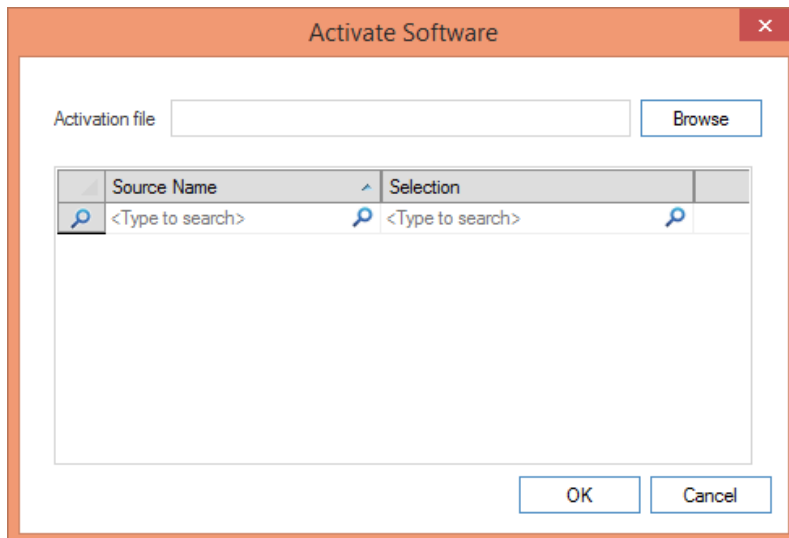 Activate Software
Activation file Browse
Source Name Selection
<Type to search> <Type to search>
OK Cancel